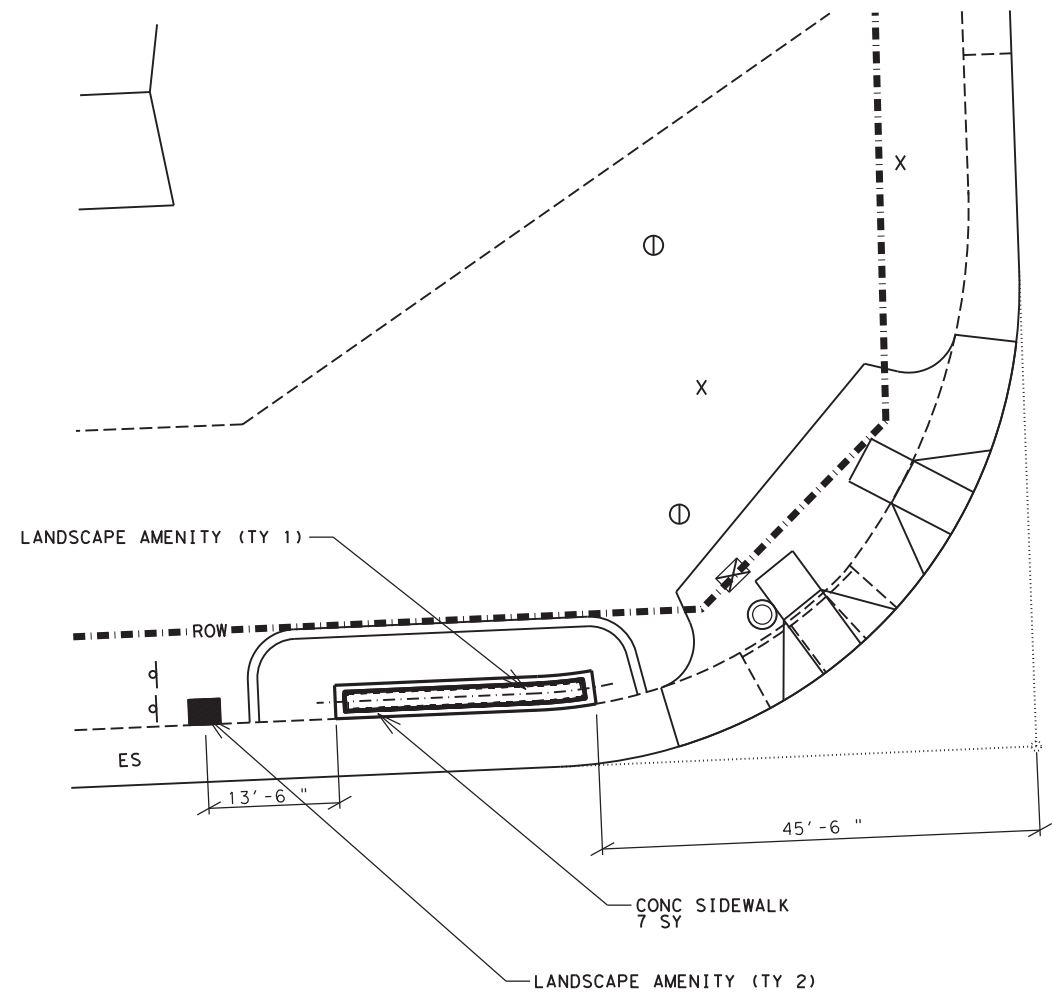 X
X
LANDSCAPE AMENITY (TY 1)
ROW
ES
13'-6 "
45'-6 "
CONC SIDEWALK
7 SY
LANDSCAPE AMENITY (TY 2)